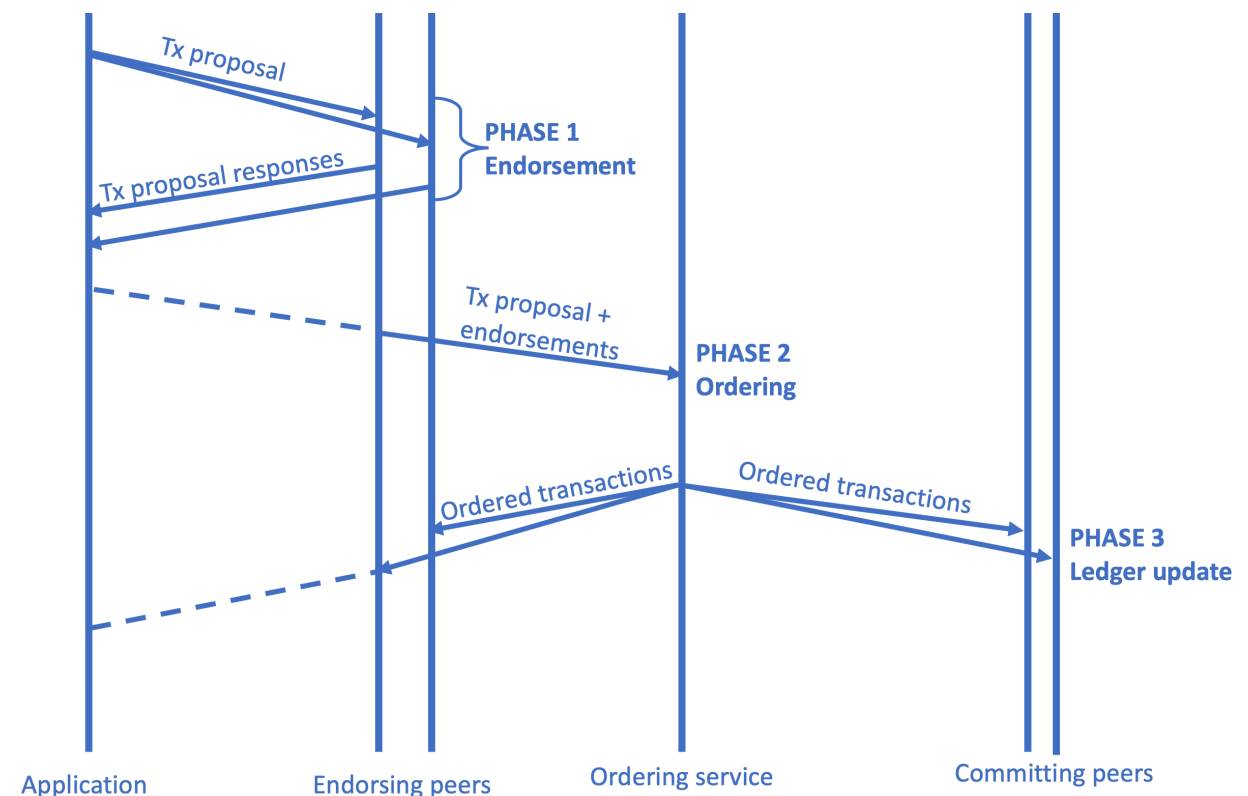 Tx proposal
PHASE 1
Endorsement
Tx proposal responses
Tx proposal +
endorsements
PHASE 2
Ordering
Ordered transactions
Ordered transactions
PHASE 3
Ledger update
Application
Endorsing peers
Ordering service
Committing peers